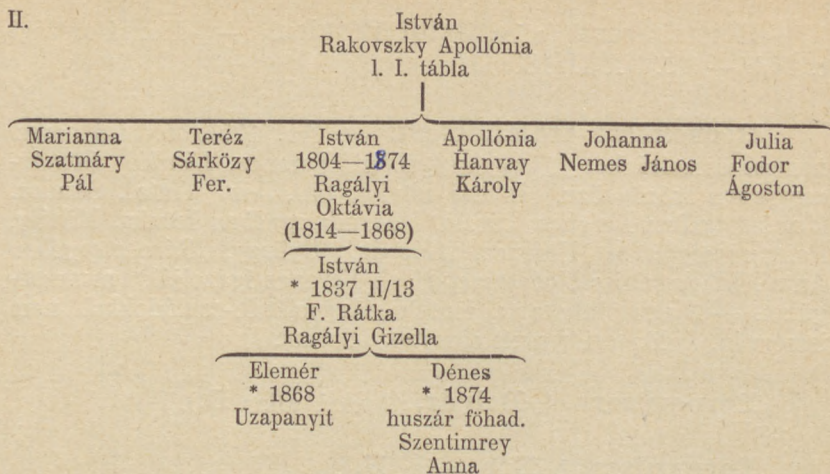 II.
István
Rakovszky Apollónia
l. I. tábla
Marianna
Szatmáry
Pál
Teréz
Sárközy
Fer.
István
1804—1874
Ragályi
Oktávia
(1814—1868)
Apollónia
Hanvay
Károly
Johanna
Nemes János
Julia
Fodor
Ágoston
István
* 1837 II/13
F. Rátka
Ragályi Gizella
Elemér
* 1868
Uzapanyit
Dénes
* 1874
huszár föhad.
Szentimrey
Anna